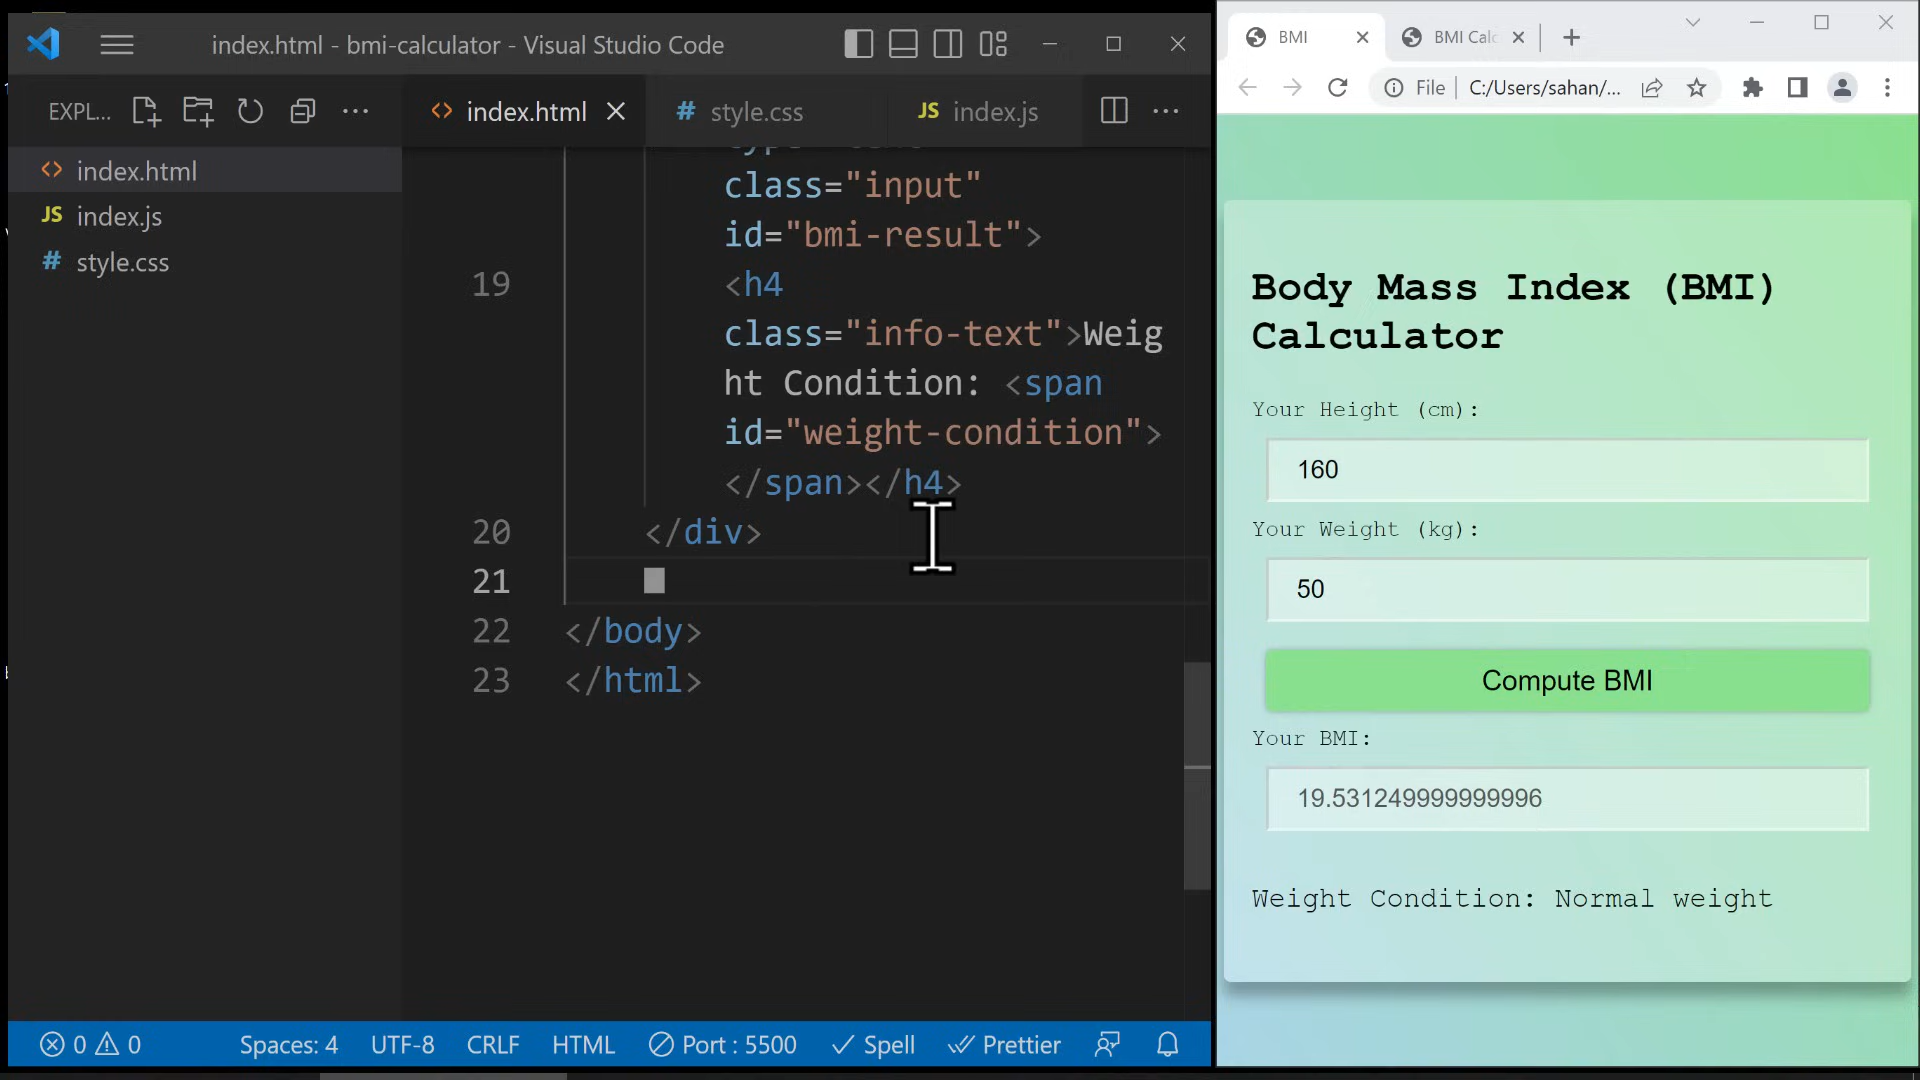 index.html - bmi-calculator - Visual Studio Code
EXPL...
index.html
style.css
index.js
index.html
index.js
style.css
class="input"
id="bmi-result">
19 <h4
class="info-text">Weig
ht Condition: <span
id="weight-condition">
</span></h4>
20 </div>
21
22 </body>
23 </html>
0 0
Spaces: 4
UTF-8
CRLF
HTML
Port : 5500
Spell
Prettier
BMI
BMI Calc
File
C:/Users/sahan/...
Body Mass Index (BMI)
Calculator
Your Height (cm):
160
Your Weight (kg):
50
Compute BMI
Your BMI:
19.531249999999996
Weight Condition: Normal weight